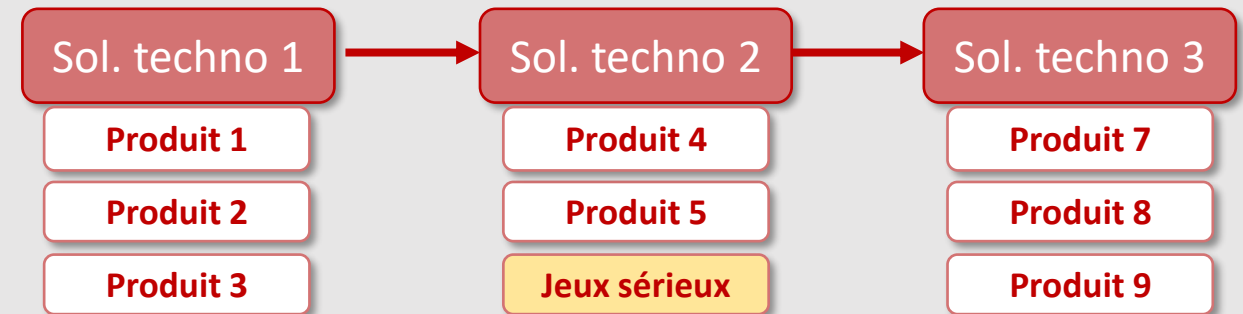 Sol. techno 1
Sol. techno 2
Sol. techno 3
Produit 1
Produit 4
Produit 7
Produit 2
Produit 5
Produit 8
Produit 3
Jeux sérieux
Produit 9